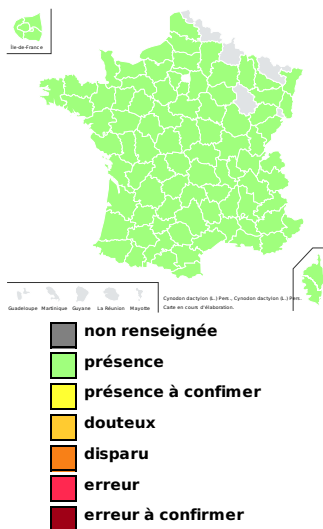 Île-de-France
Guadeloupe Martinique Guyane La Réunion Mayotte
Cynodon dactylon (L.) Pers., Cynodon dactylon (L.) Pers.
Carte en cours d'élaboration.
non renseignée
présence
présence à confimer
douteux
disparu
erreur
erreur à confirmer